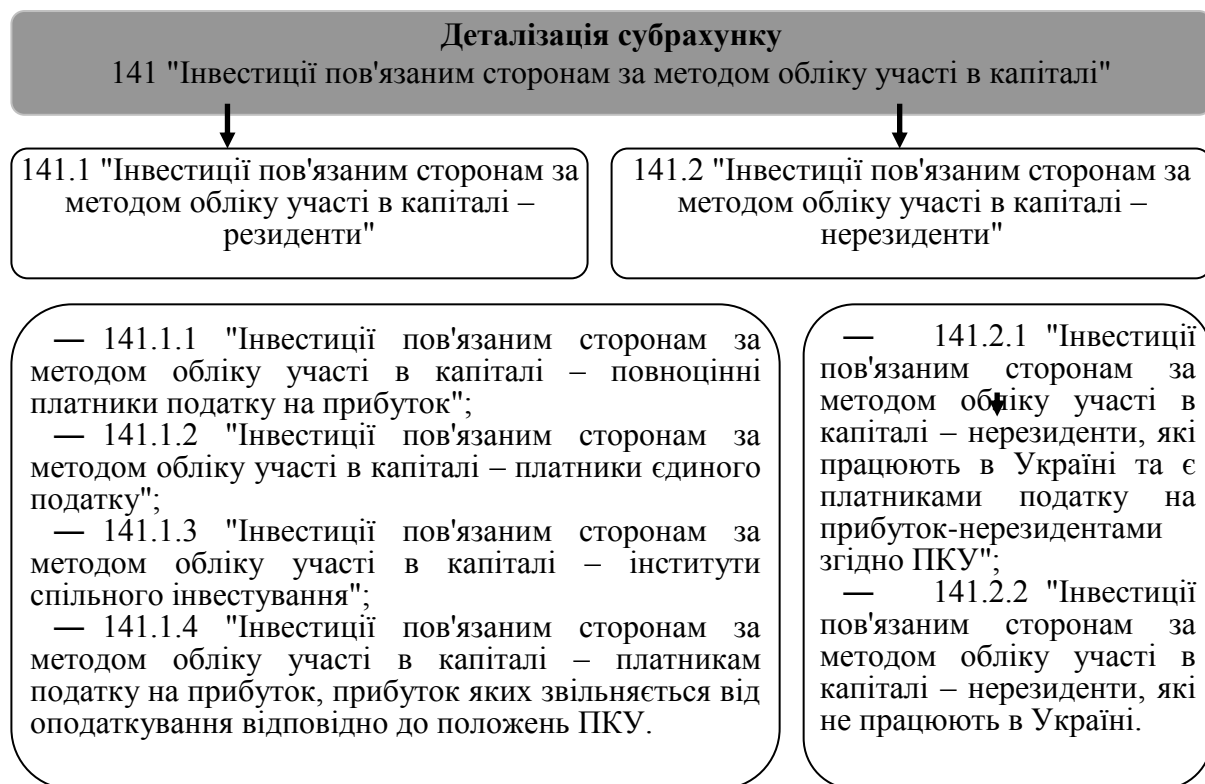 Деталізація субрахунку
141 "Інвестиції пов'язаним сторонам за методом обліку участі в капіталі"
141.1 "Інвестиції пов'язаним сторонам за
методом обліку участі в капіталі –
резиденти"
141.2 "Інвестиції пов'язаним сторонам за
методом обліку участі в капіталі –
нерезиденти"
— 141.1.1 "Інвестиції пов'язаним сторонам за
методом обліку участі в капіталі – повноцінні
платники податку на прибуток";
— 141.1.2 "Інвестиції пов'язаним сторонам за
методом обліку участі в капіталі – платники єдиного
податку";
— 141.1.3 "Інвестиції пов'язаним сторонам за
методом обліку участі в капіталі – інститути
спільного інвестування";
— 141.1.4 "Інвестиції пов'язаним сторонам за
методом обліку участі в капіталі – платникам
податку на прибуток, прибуток яких звільняється від
оподаткування відповідно до положень ПКУ.
— 141.2.1 "Інвестиції
пов'язаним сторонам за
методом обліку участі в
капіталі – нерезиденти, які
працюють в Україні та є
платниками податку на
прибуток-нерезидентами
згідно ПКУ";
— 141.2.2 "Інвестиції
пов'язаним сторонам за
методом обліку участі в
капіталі – нерезиденти, які
не працюють в Україні.